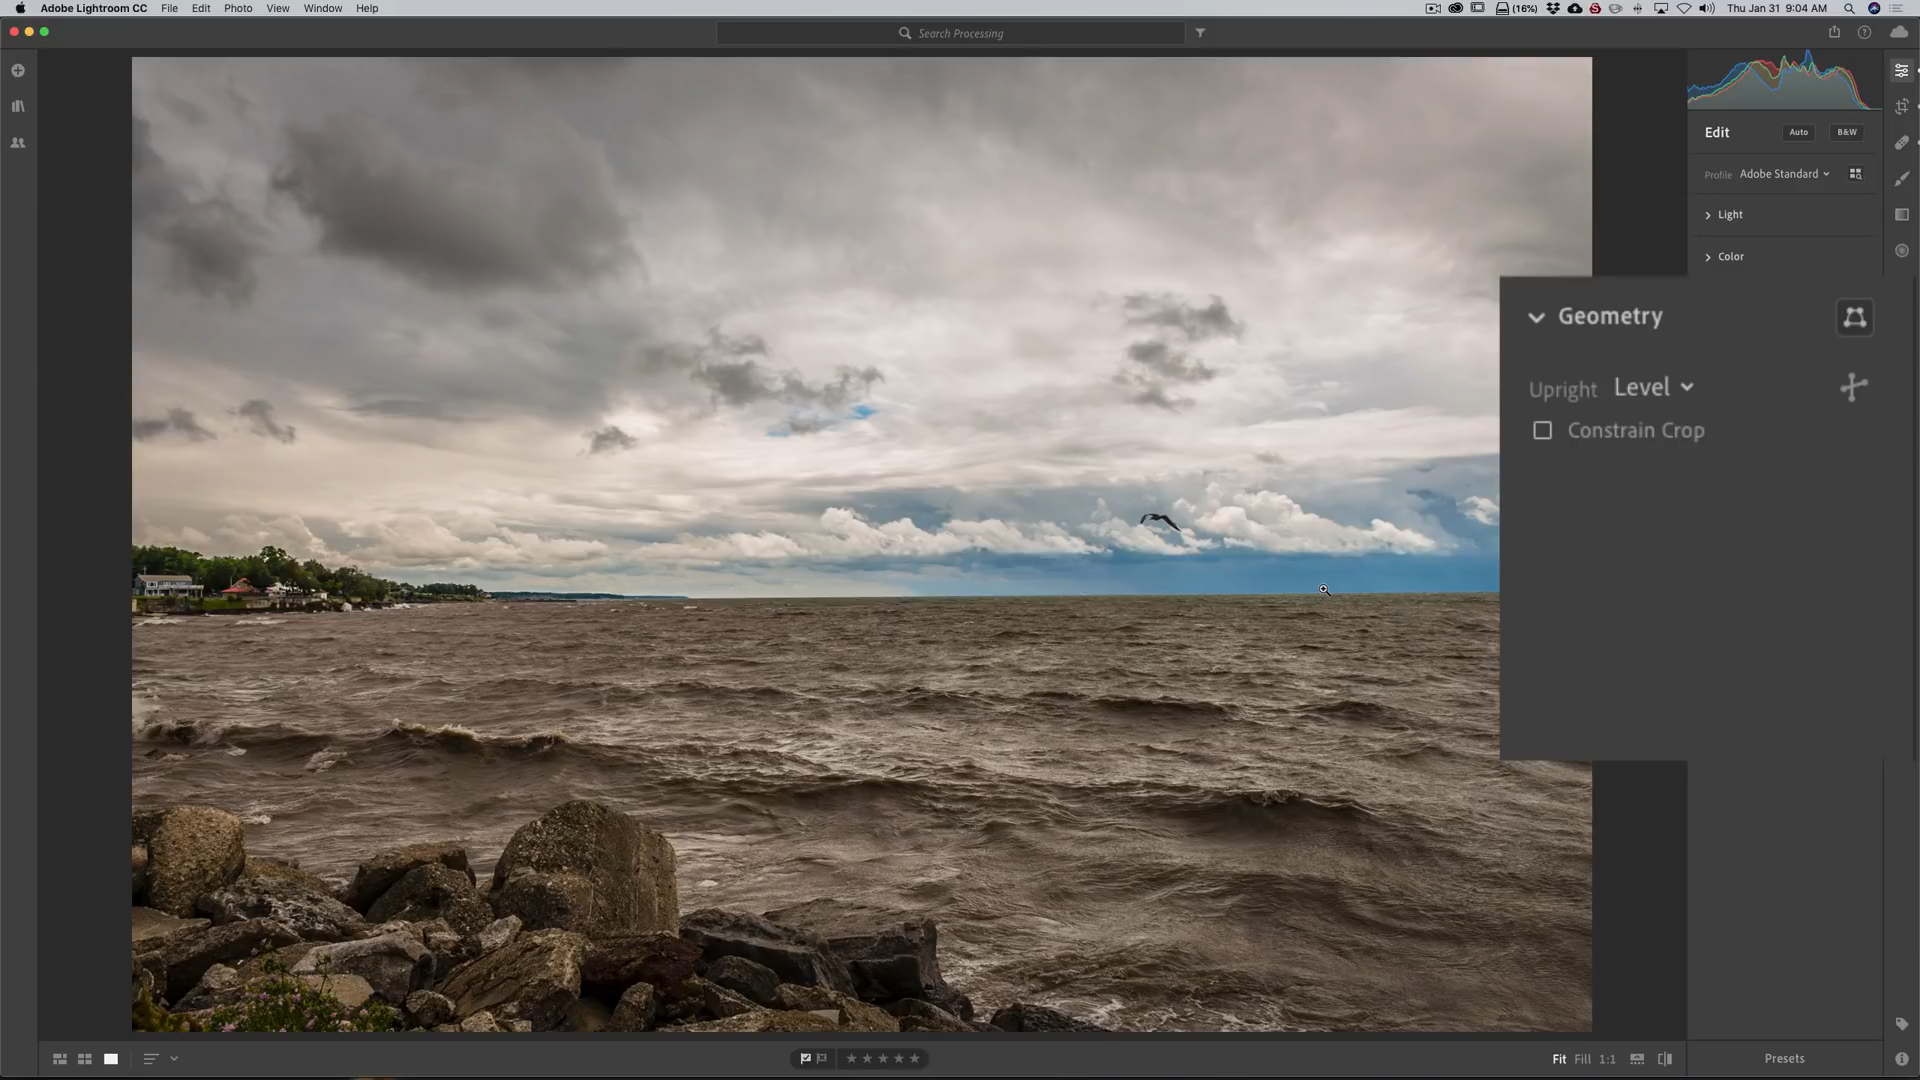 Adobe Lightroom CC File Edit Photo View Window Help (16%) Thu Jan 31 9:04 AM
Search Processing
Edit Auto B&W
Profile Adobe Standard
Light
Color
Geometry
Upright Level
Constrain Crop
Fit Fill 1:1 Presets